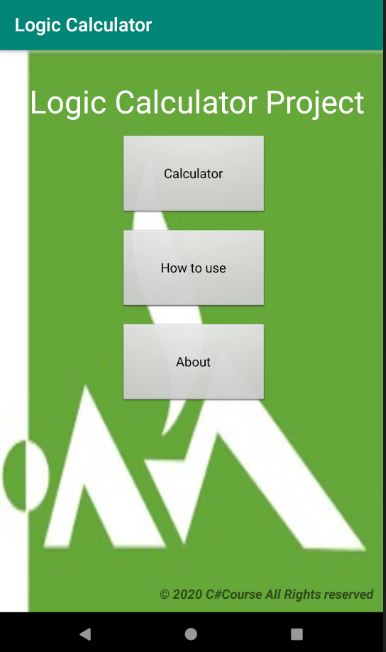 Logic Calculator
Logic Calculator Project
Calculator
How to use
About
© 2020 C#Course All Rights reserved